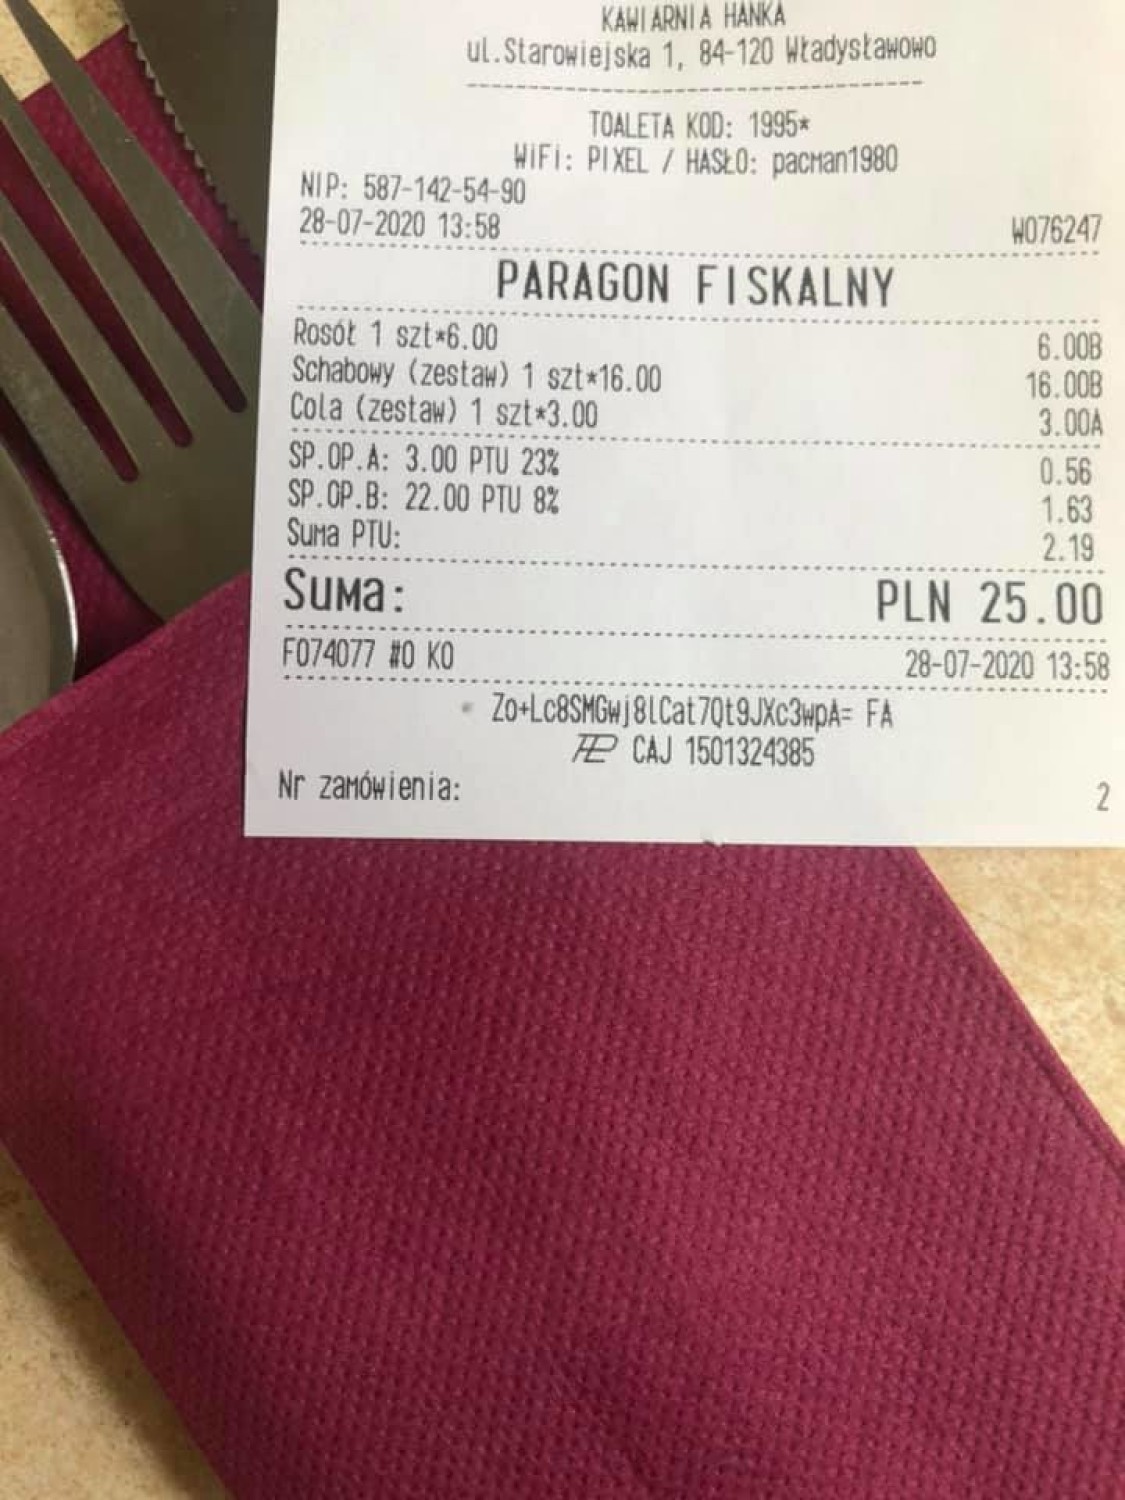 KAWIARNIA HANKA
ul.Starowiejska 1, 84-120 Władysławowo
TOALETA KOD: 1995*
WiFi: PIXEL / HASŁO: pacman1980
NIP: 587-142-54-90
28-07-2020 13:58 W076247
PARAGON FISKALNY
Rosół 1 szt*6.00 6.00B
Schabowy (zestaw) 1 szt*16.00 16.00B
Cola (zestaw) 1 szt*3.00 3.00A
SP.OP.A: 3.00 PTU 23% 0.56
SP.OP.B: 22.00 PTU 8% 1.63
Suma PTU: 2.19
Suma: PLN 25.00
F074077 #0 K0 28-07-2020 13:58
Zo+Lc8SMGwj8lCat7Qt9JXc3wpA= FA
CAJ 1501324385
Nr zamówienia: 2